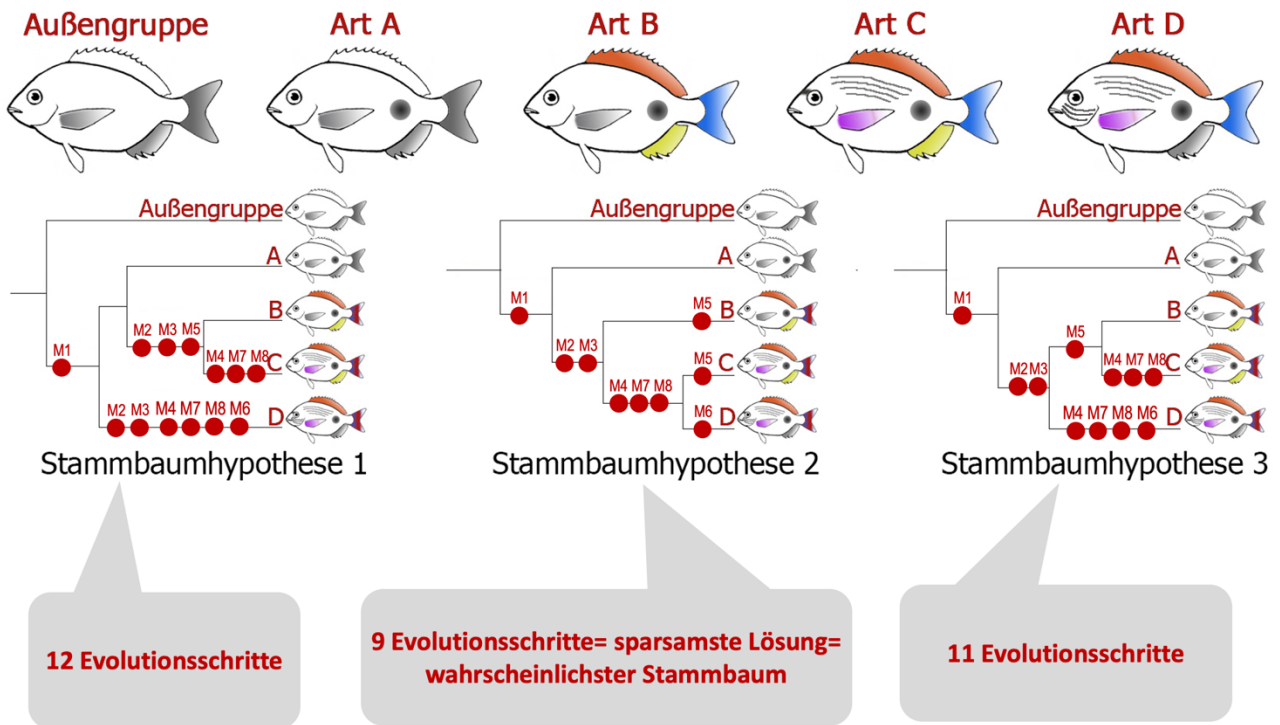 Außengruppe
Art A
Art B
Art C
Art D
Außengruppe
A
B
M2 M3 M5
M4 M7 M8
C
M1
M2 M3 M4 M7 M8 M6
D
Stammbaumhypothese 1
Außengruppe
A
M1
M5
B
M2 M3
M5
C
M4 M7 M8
M6
D
Stammbaumhypothese 2
Außengruppe
A
M1
B
M5
M4 M7 M8
C
M2 M3
M4 M7 M8 M6
D
Stammbaumhypothese 3
12 Evolutionsschritte
9 Evolutionsschritte= sparsamste Lösung=
wahrscheinlichster Stammbaum
11 Evolutionsschritte